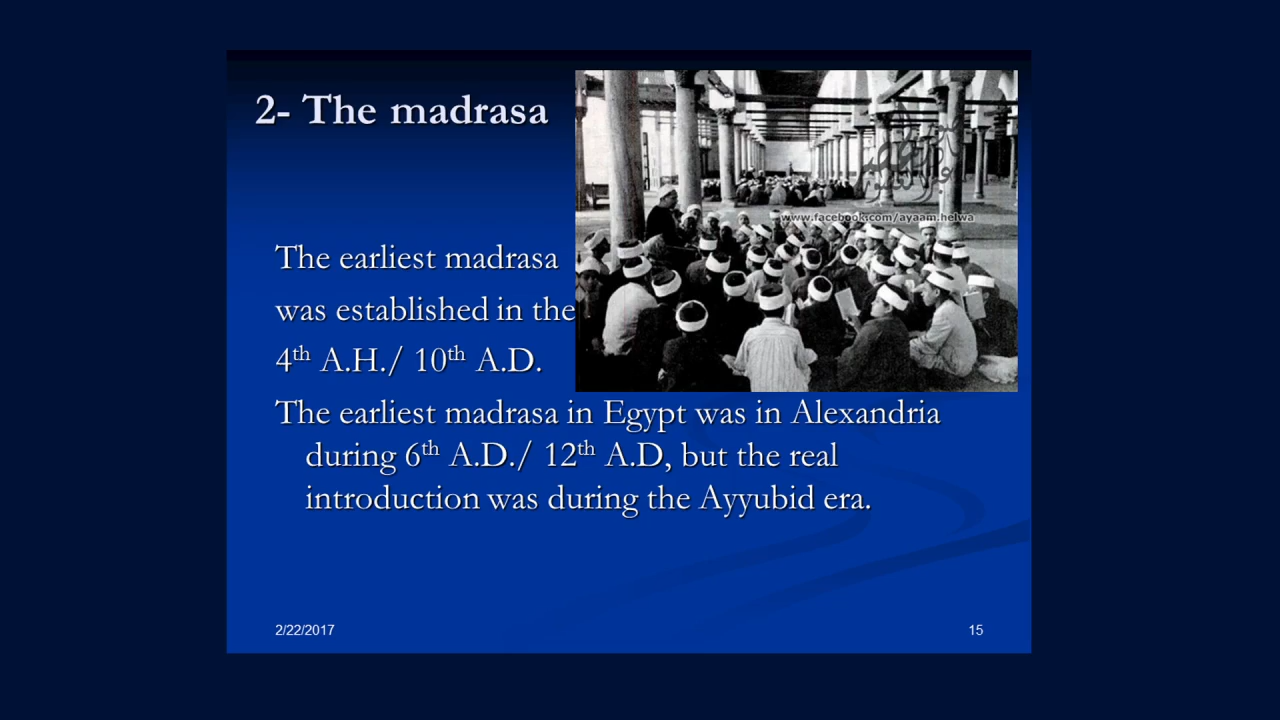 2- The madrasa
www.facebook.com/ayaam.helwa
The earliest madrasa
was established in the
4th A.H./ 10th A.D.
The earliest madrasa in Egypt was in Alexandria
during 6th A.D./ 12th A.D, but the real
introduction was during the Ayyubid era.
2/22/2017
15